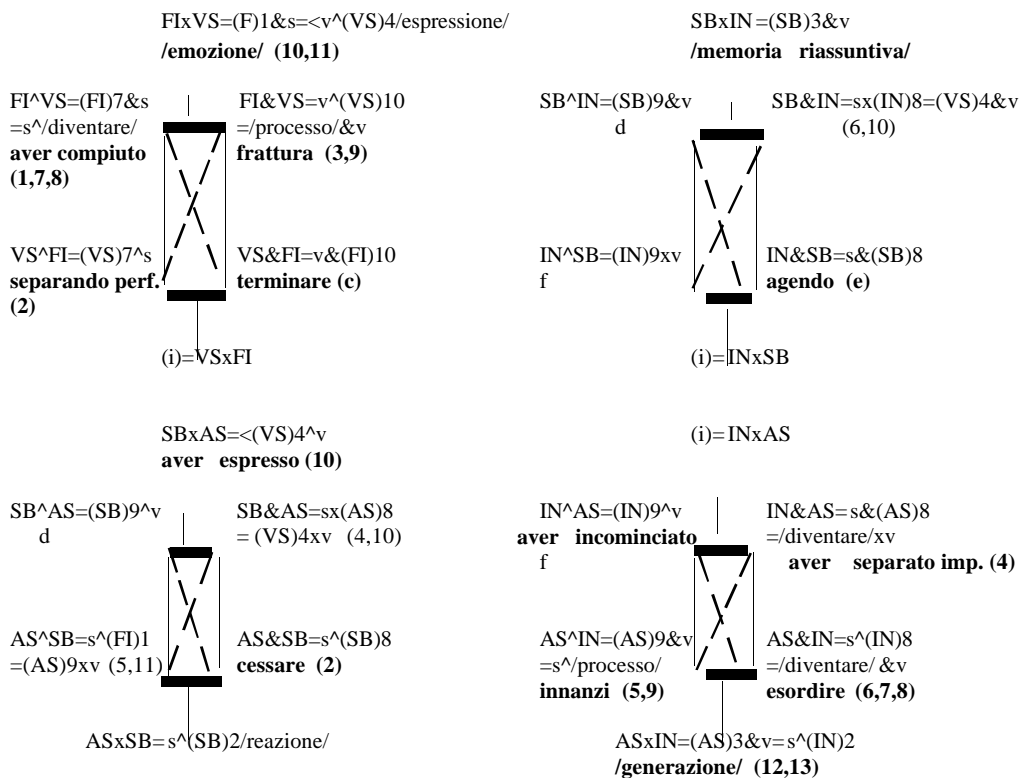 FIxVS=(F)1&s=<v^(VS)4/espressione/
/emozione/ (10,11)
FI^VS=(FI)7&s
=s^/diventare/
aver compiuto
(1,7,8)
FI&VS=v^(VS)10
=/processo/&v
frattura (3,9)
VS^FI=(VS)7^s
separando perf.
(2)
VS&FI=v&(FI)10
terminare (c)
(i)=VSxFI
SBxIN=(SB)3&v
/memoria riassuntiva/
SB^IN=(SB)9&v
d
SB&IN=sx(IN)8=(VS)4&v
(6,10)
IN^SB=(IN)9xv
f
IN&SB=s&(SB)8
agendo (e)
(i)=INxSB
SBxAS=<(VS)4^v
aver espresso (10)
SB^AS=(SB)9^v
d
SB&AS=sx(AS)8
= (VS)4xv (4,10)
AS^SB=s^(FI)1
=(AS)9xv (5,11)
AS&SB=s^(SB)8
cessare (2)
ASxSB=s^(SB)2/reazione/
(i)=INxAS
IN^AS=(IN)9^v
aver incominciato
f
IN&AS=s&(AS)8
=/diventare/xv
aver separato imp. (4)
AS^IN=(AS)9&v
=s^/processo/
innanzi (5,9)
AS&IN=s^(IN)8
=/diventare/ &v
esordire (6,7,8)
ASxIN=(AS)3&v=s^(IN)2
/generazione/ (12,13)